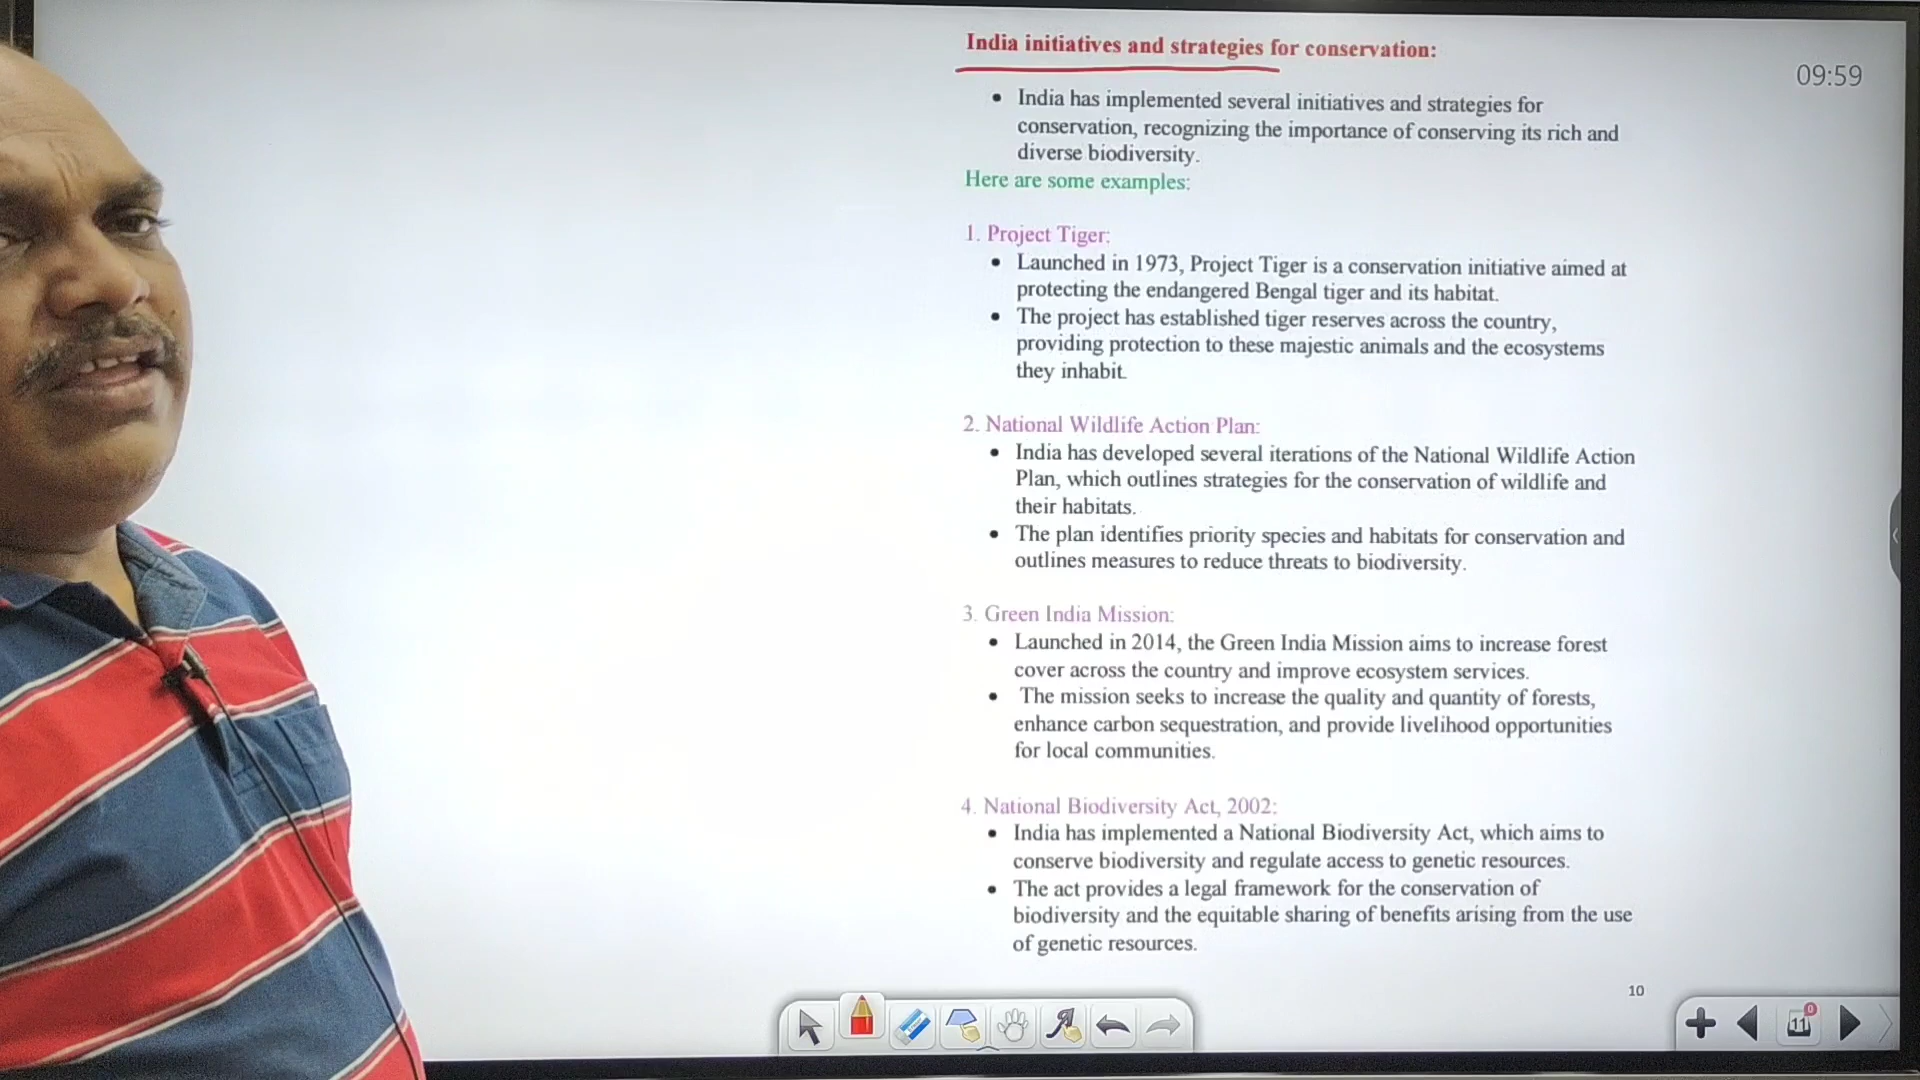 India initiatives and strategies for conservation:
09:59
• India has implemented several initiatives and strategies for
conservation, recognizing the importance of conserving its rich and
diverse biodiversity.
Here are some examples:
1. Project Tiger:
• Launched in 1973, Project Tiger is a conservation initiative aimed at
protecting the endangered Bengal tiger and its habitat.
• The project has established tiger reserves across the country,
providing protection to these majestic animals and the ecosystems
they inhabit.
2. National Wildlife Action Plan:
• India has developed several iterations of the National Wildlife Action
Plan, which outlines strategies for the conservation of wildlife and
their habitats.
• The plan identifies priority species and habitats for conservation and
outlines measures to reduce threats to biodiversity.
3. Green India Mission:
• Launched in 2014, the Green India Mission aims to increase forest
cover across the country and improve ecosystem services.
• The mission seeks to increase the quality and quantity of forests,
enhance carbon sequestration, and provide livelihood opportunities
for local communities.
4. National Biodiversity Act, 2002:
• India has implemented a National Biodiversity Act, which aims to
conserve biodiversity and regulate access to genetic resources.
• The act provides a legal framework for the conservation of
biodiversity and the equitable sharing of benefits arising from the use
of genetic resources.
10
0
11